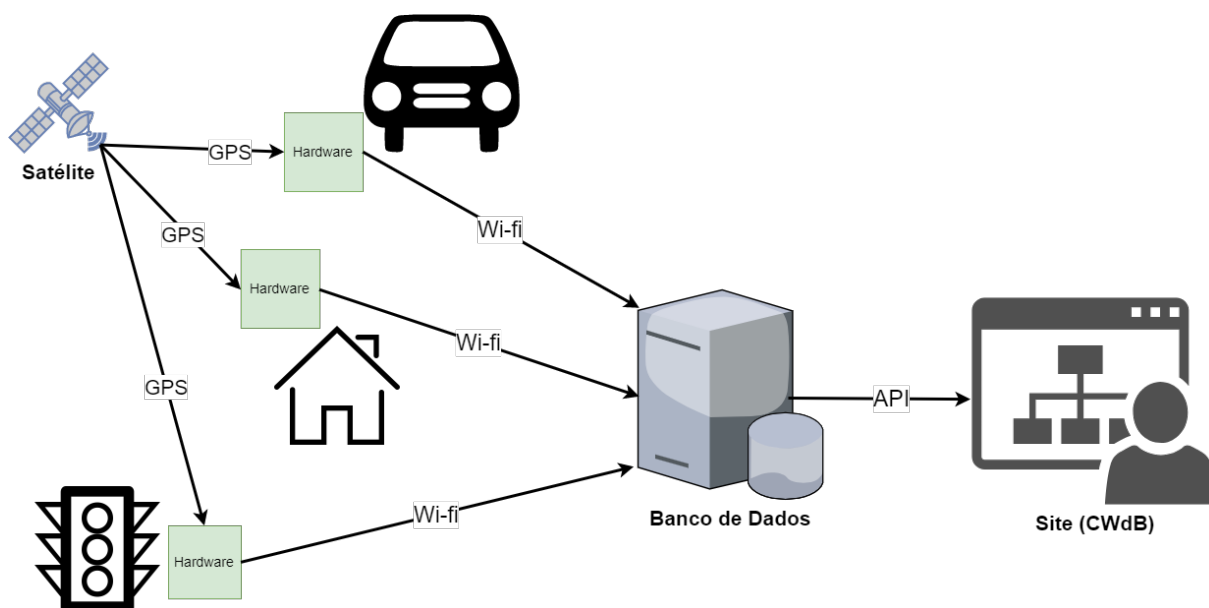 Satélite
GPS
Hardware
Wi-fi
GPS
Hardware
Wi-fi
GPS
Hardware
Wi-fi
Banco de Dados
API
Site (CWdB)